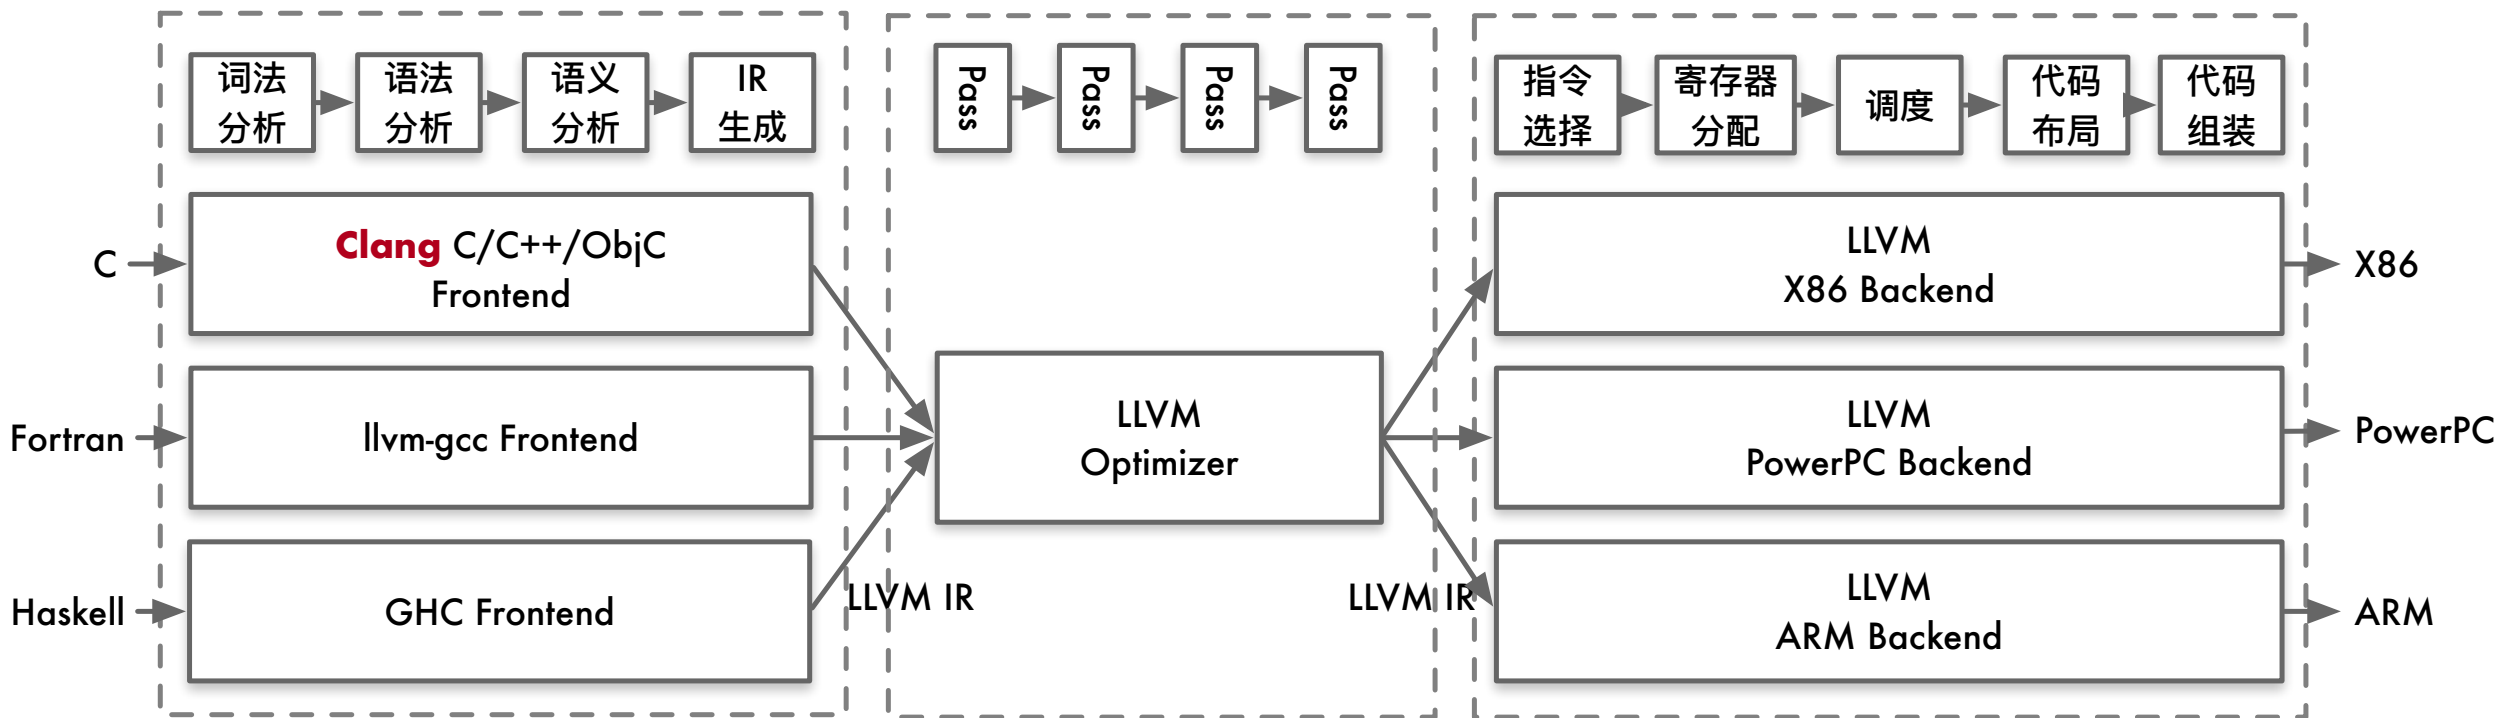 词法
分析
语法
分析
语义
分析
IR
生成
Pass
Pass
Pass
Pass
指令
选择
寄存器
分配
调度
代码
布局
代码
组装
C
Clang C/C++/ObjC
Frontend
LLVM
X86 Backend
X86
Fortran
llvm-gcc Frontend
LLVM
Optimizer
LLVM
PowerPC Backend
PowerPC
Haskell
GHC Frontend
LLVM IR
LLVM IR
LLVM
ARM Backend
ARM